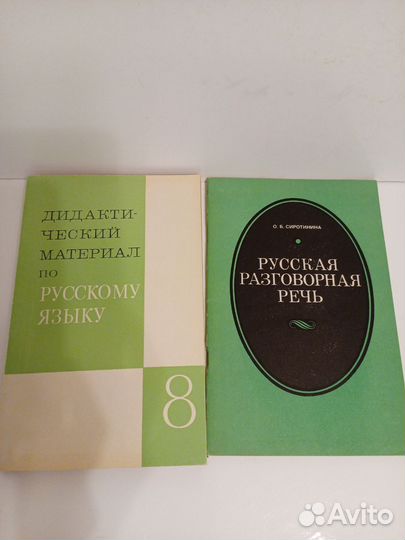 ДИДАКТИ-
ЧЕСКИЙ
МАТЕРИАЛ
ПО
РУССКОМУ
ЯЗЫКУ
8
О. Б. СИРОТИНИНА
РУССКАЯ
РАЗГОВОРНАЯ
РЕЧЬ
Avito